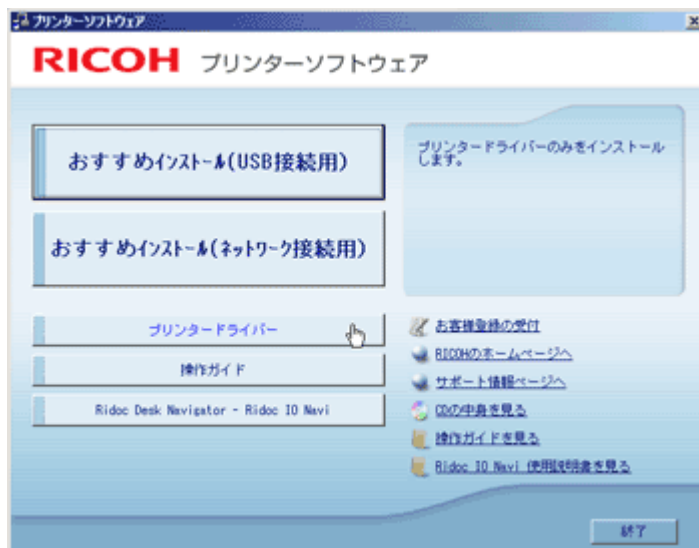 プリンターソフトウェア
RICOH プリンターソフトウェア
おすすめｲﾝｽﾄｰﾙ(USB接続用)
プリンタードライバーのみをインストール
します。
おすすめｲﾝｽﾄｰﾙ(ﾈｯﾄﾜｰｸ接続用)
プリンタードライバー
操作ガイド
Ridoc Desk Navigator - Ridoc IO Navi
お客様登録の受付
RICOHのホームページへ
サポート情報ページへ
CDの中身を見る
操作ガイドを見る
Ridoc IO Navi 使用説明書を見る
終了